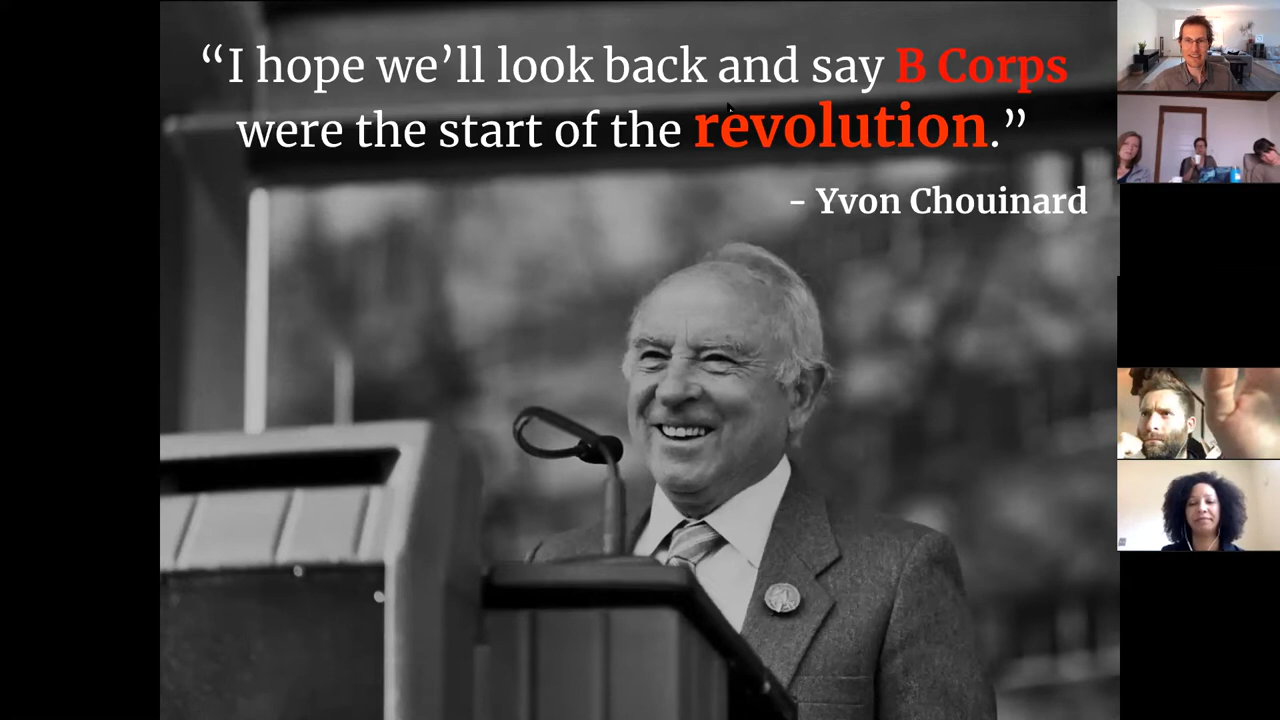 “I hope we’ll look back and say B Corps
were the start of the revolution.”
- Yvon Chouinard